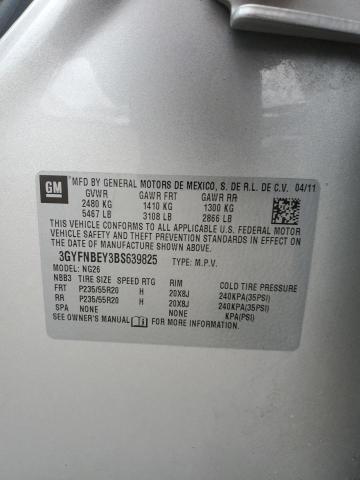 GM
MFD BY GENERAL MOTORS DE MEXICO, S. DE R.L. DE C.V. 04/11
GVWR GAWR FRT GAWR RR
2480 KG 1410 KG 1300 KG
5467 LB 3108 LB 2866 LB
THIS VEHICLE CONFORMS TO ALL APPLICABLE U.S. FEDERAL
VEHICLE SAFETY AND THEFT PREVENTION
STANDARDS IN EFFECT ON THE
DATE OF MANUFACTURE SHOWN ABOVE.
3GYFNBEY3BS639825 TYPE: M.P.V.
MODEL: NG26
NBB3 TIRE SIZE SPEED RTG RIM COLD TIRE PRESSURE
FRT P235/55R20 H 20X8J 240KPA(35PSI)
RR P235/55R20 H 20X8J 240KPA(35PSI)
SPA NONE NONE KPA(PSI)
SEE OWNER'S MANUAL FOR MORE INFORMATION.